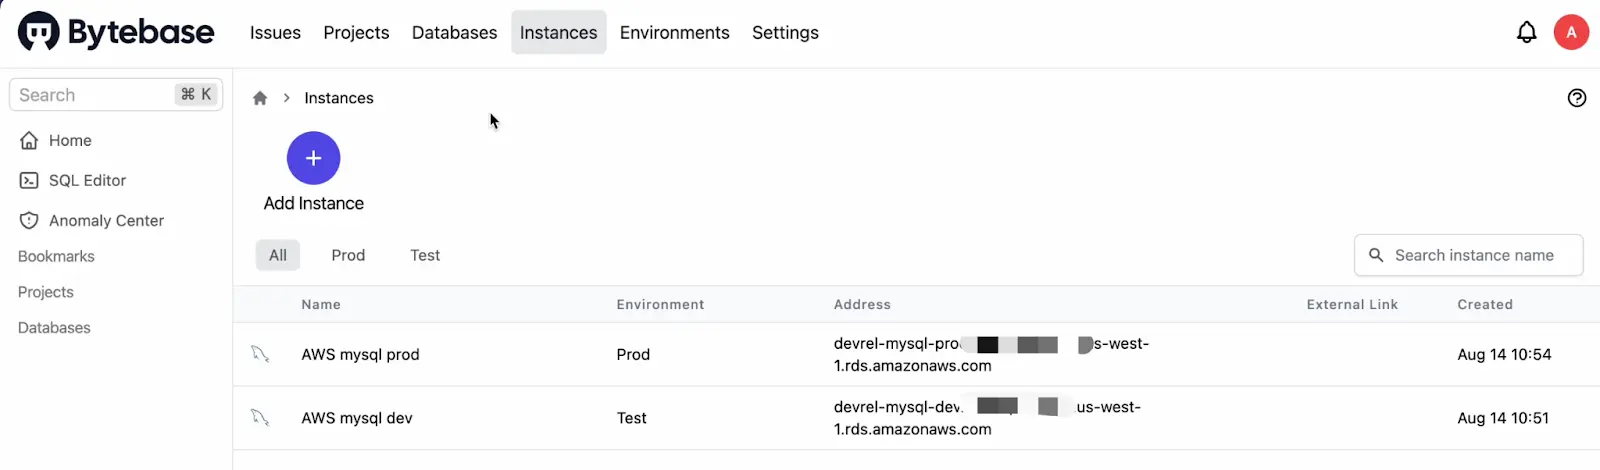 Bytebase Issues Projects Databases Instances Environments Settings A
Search ⌘ K
Home
SQL Editor
Anomaly Center
Bookmarks
Projects
Databases
Instances
Add Instance
All Prod Test Search instance name
Name Environment Address External Link Created
AWS mysql prod Prod devrel-mysql-pro s-west-
1.rds.amazonaws.com Aug 14 10:54
AWS mysql dev Test devrel-mysql-dev. us-west-
1.rds.amazonaws.com Aug 14 10:51